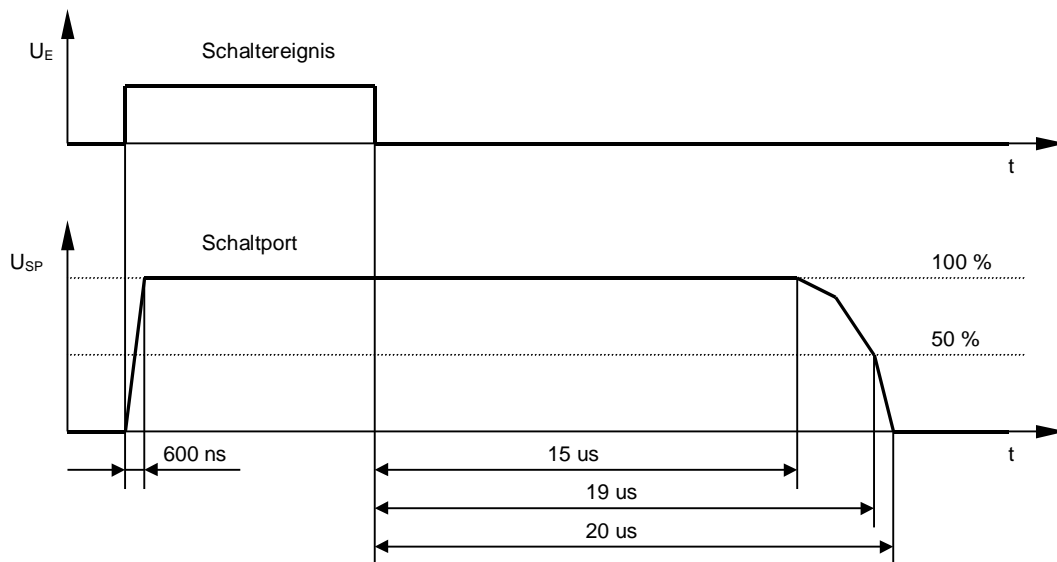 U_E
Schaltereignis
t
Schaltport
U_SP
100 %
50 %
600 ns
15 us
t
19 us
20 us